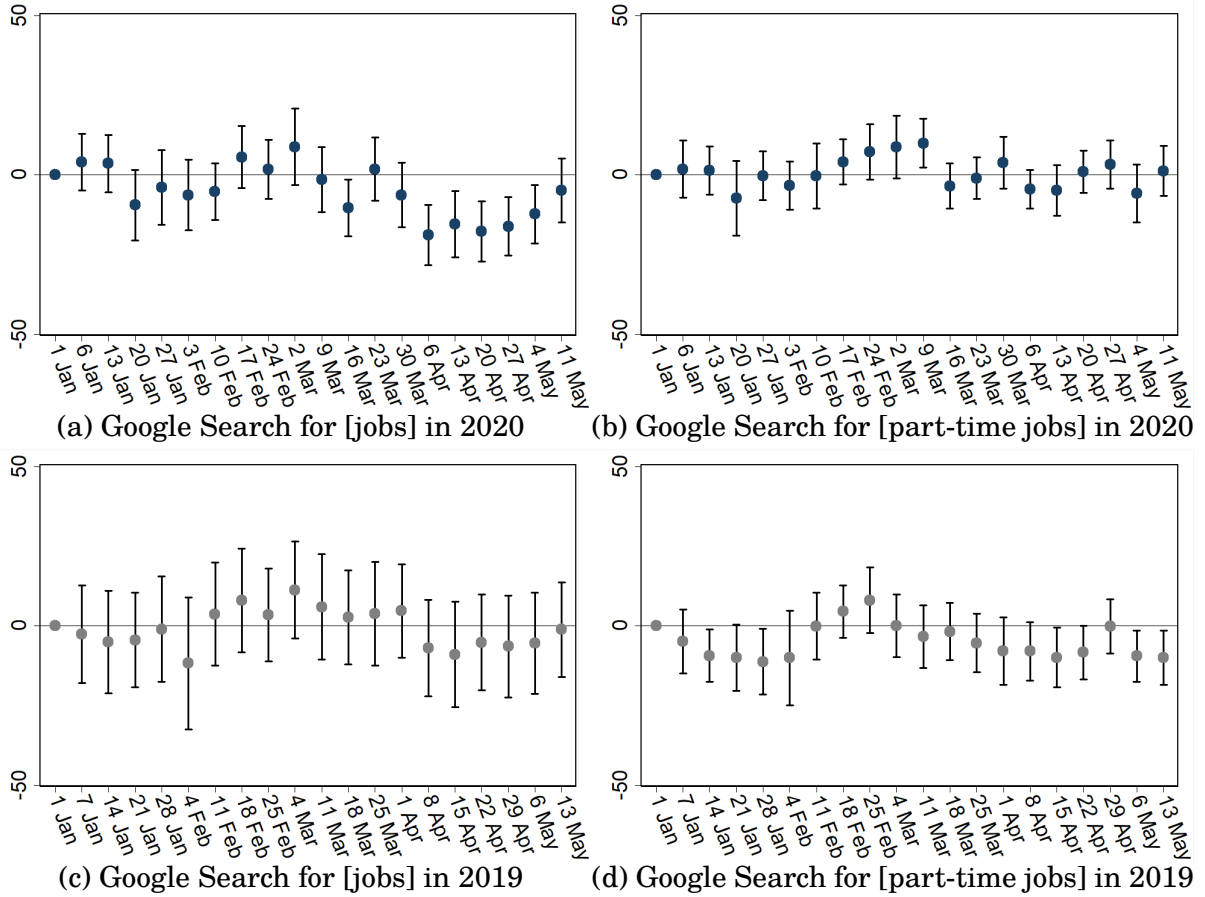 50
0
-50
1 Jan
6 Jan
13 Jan
20 Jan
27 Jan
3 Feb
10 Feb
17 Feb
24 Feb
2 Mar
9 Mar
16 Mar
23 Mar
30 Mar
6 Apr
13 Apr
20 Apr
27 Apr
4 May
11 May
(a) Google Search for [jobs] in 2020
50
0
-50
1 Jan
6 Jan
13 Jan
20 Jan
27 Jan
3 Feb
10 Feb
17 Feb
24 Feb
2 Mar
9 Mar
16 Mar
23 Mar
30 Mar
6 Apr
13 Apr
20 Apr
27 Apr
4 May
11 May
(b) Google Search for [part-time jobs] in 2020
50
0
-50
1 Jan
7 Jan
14 Jan
21 Jan
28 Jan
4 Feb
11 Feb
18 Feb
25 Feb
4 Mar
11 Mar
18 Mar
25 Mar
1 Apr
8 Apr
15 Apr
22 Apr
29 Apr
6 May
13 May
(c) Google Search for [jobs] in 2019
50
0
-50
1 Jan
7 Jan
14 Jan
21 Jan
28 Jan
4 Feb
11 Feb
18 Feb
25 Feb
4 Mar
11 Mar
18 Mar
25 Mar
1 Apr
8 Apr
15 Apr
22 Apr
29 Apr
6 May
13 May
(d) Google Search for [part-time jobs] in 2019